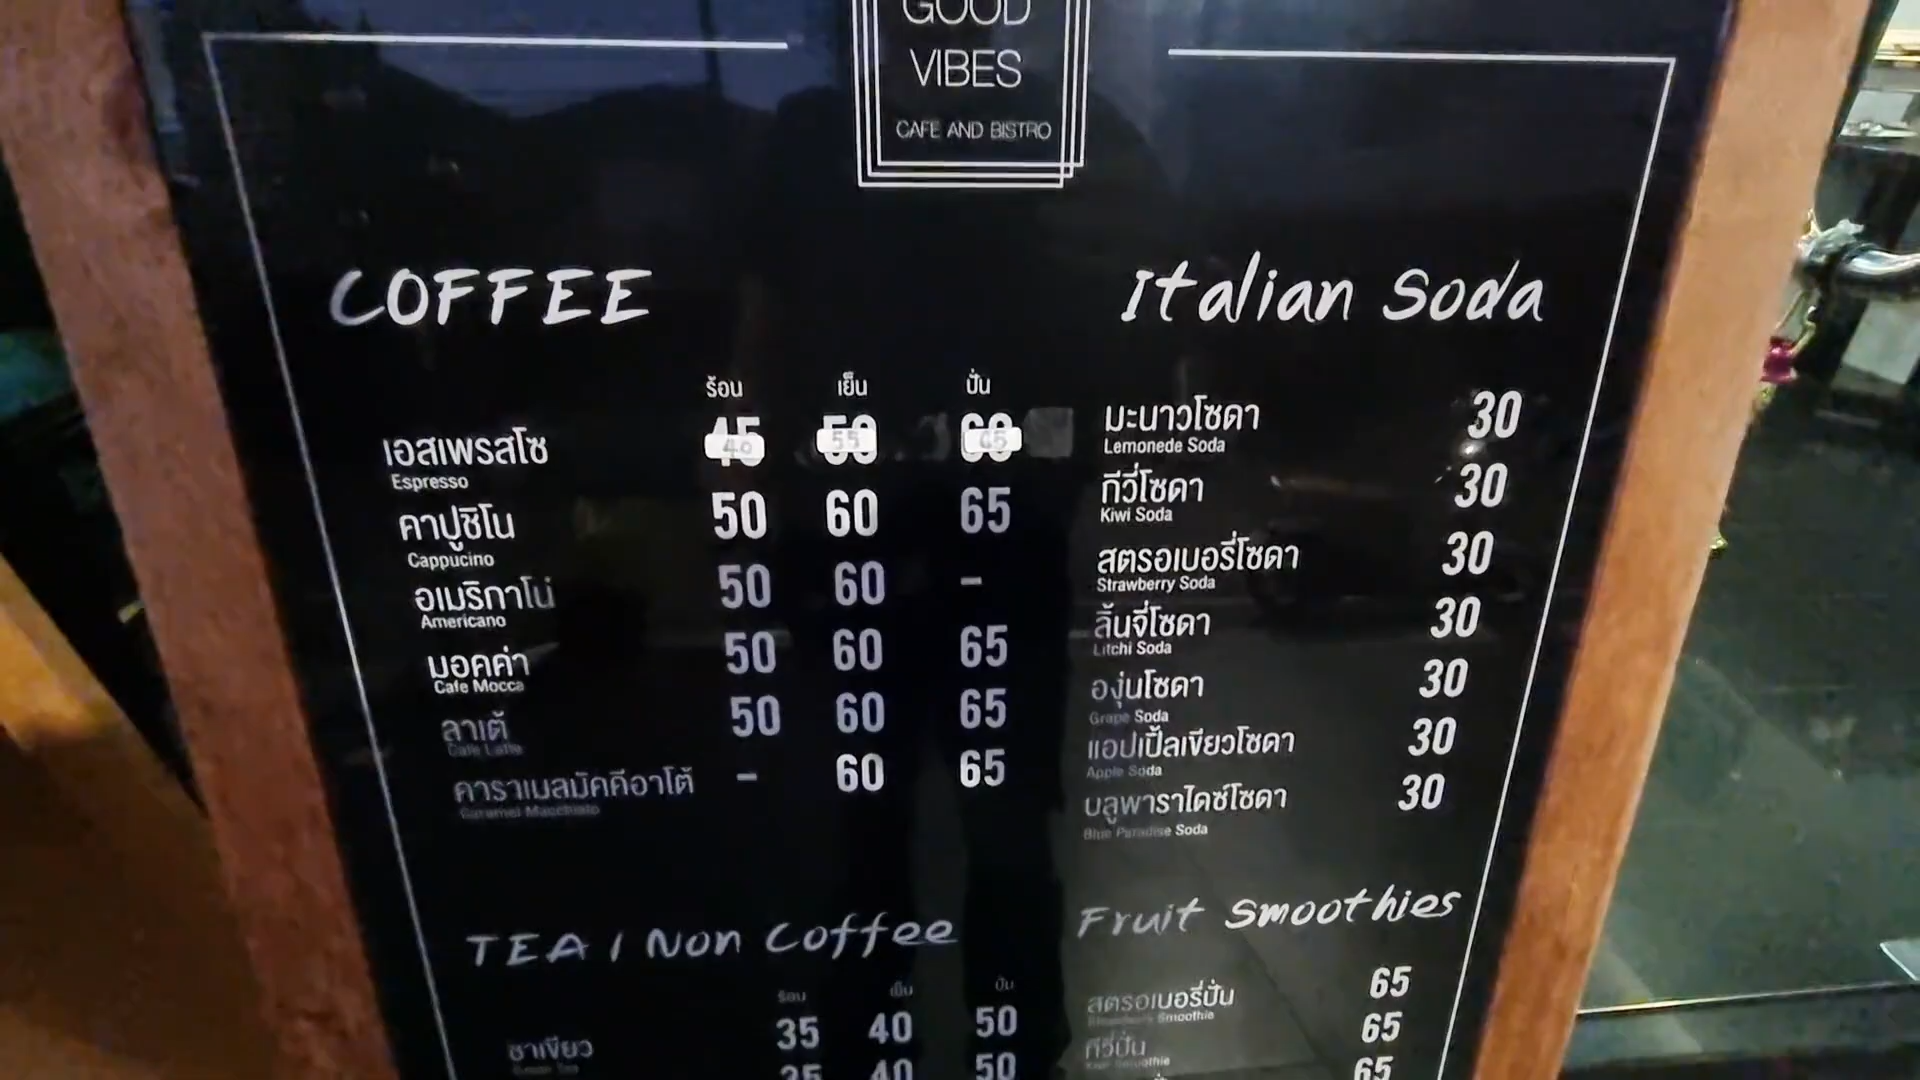 GOOD
VIBES
CAFE AND BISTRO
COFFEE
ร้อน เย็น ปั่น
เอสเพรสโซ 40 55 65
Espresso
คาปูชิโน 50 60 65
Cappucino
อเมริกาโน่ 50 60 -
Americano
มอคค่า 50 60 65
Cafe Mocca
ลาเต้ 50 60 65
Cafe Latte
คาราเมลมัคคีอาโต้ - 60 65
Caramel Macchiato
Italian Soda
มะนาวโซดา 30
Lemonede Soda
กีวี่โซดา 30
Kiwi Soda
สตรอเบอรี่โซดา 30
Strawberry Soda
ลิ้นจี่โซดา 30
Litchi Soda
องุ่นโซดา 30
Grape Soda
แอปเปิ้ลเขียวโซดา 30
Apple Soda
บลูพาราไดซ์โซดา 30
Blue Paradise Soda
TEA / Non Coffee
ร้อน เย็น ปั่น
ชาเขียว 35 40 50
Green Tea
35 40 50
Fruit Smoothies
สตรอเบอรี่ปั่น 65
Strawberry Smoothie
กีวี่ปั่น 65
Kiwi Smoothie
65